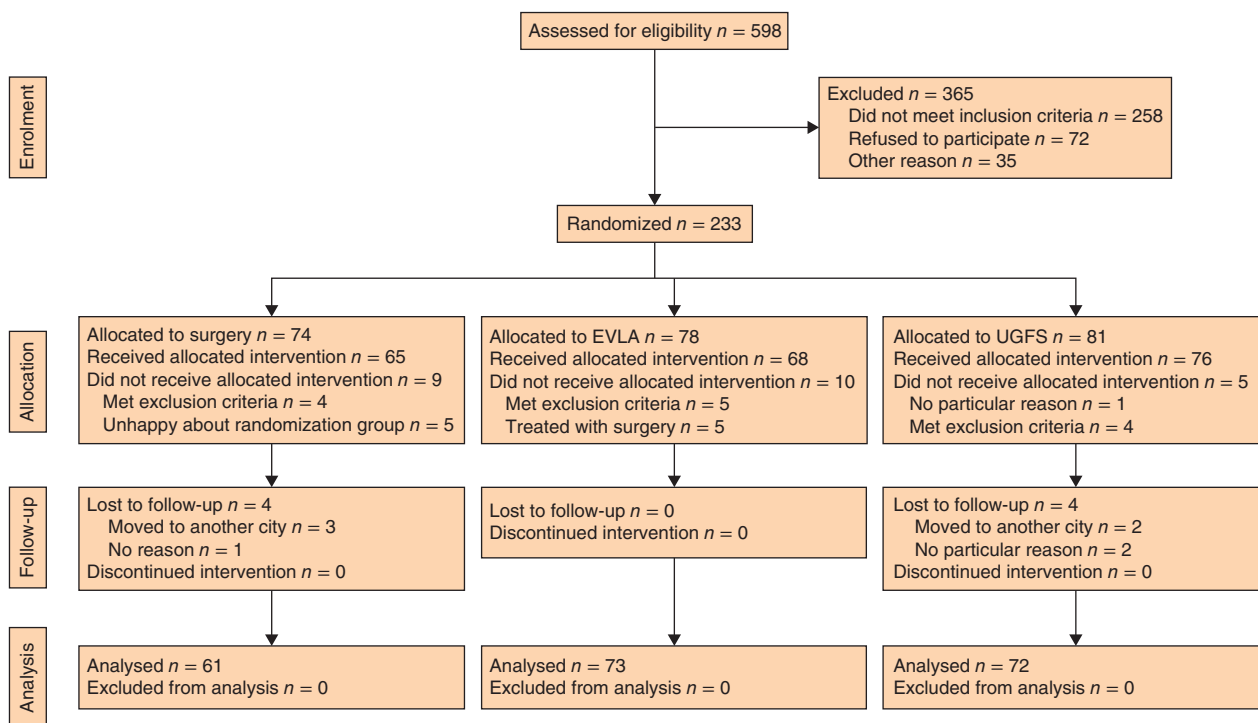 Assessed for eligibility n = 598
Enrolment
Excluded n = 365
Did not meet inclusion criteria n = 258
Refused to participate n = 72
Other reason n = 35
Randomized n = 233
Allocation
Allocated to surgery n = 74
Received allocated intervention n = 65
Did not receive allocated intervention n = 9
Met exclusion criteria n = 4
Unhappy about randomization group n = 5
Allocated to EVLA n = 78
Received allocated intervention n = 68
Did not receive allocated intervention n = 10
Met exclusion criteria n = 5
Treated with surgery n = 5
Allocated to UGFS n = 81
Received allocated intervention n = 76
Did not receive allocated intervention n = 5
No particular reason n = 1
Met exclusion criteria n = 4
Follow-up
Lost to follow-up n = 4
Moved to another city n = 3
No reason n = 1
Discontinued intervention n = 0
Lost to follow-up n = 0
Discontinued intervention n = 0
Lost to follow-up n = 4
Moved to another city n = 2
No particular reason n = 2
Discontinued intervention n = 0
Analysis
Analysed n = 61
Excluded from analysis n = 0
Analysed n = 73
Excluded from analysis n = 0
Analysed n = 72
Excluded from analysis n = 0